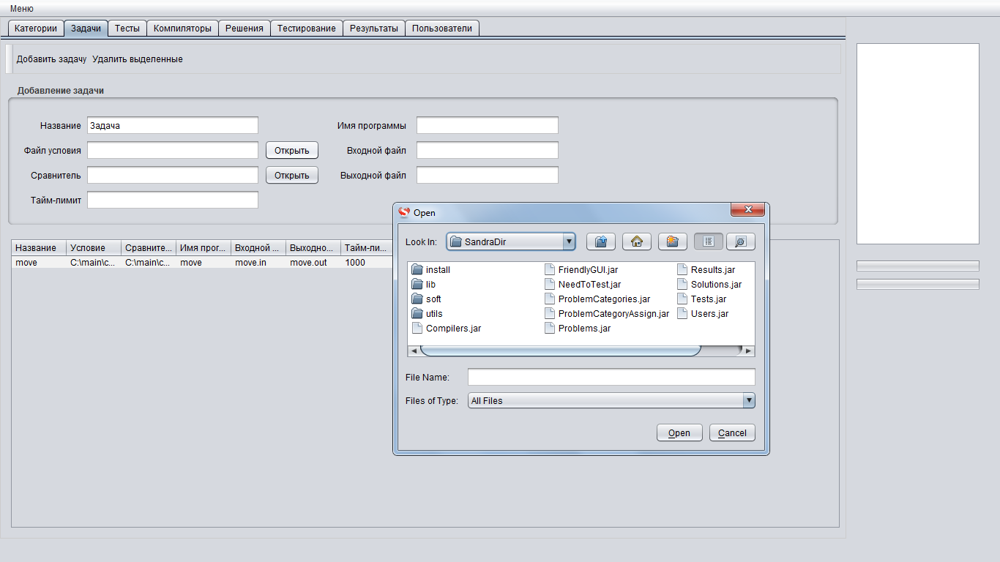 Меню
Категории Задачи Тесты Компиляторы Решения Тестирование Результаты Пользователи
Добавить задачу Удалить выделенные
Добавление задачи
Название Задача Имя программы
Файл условия Открыть Входной файл
Сравнитель Открыть Выходной файл
Тайм-лимит
Название Условие Сравните... Имя прог... Входной ... Выходно... Тайм-ли...
move C:\main\c... C:\main\c... move move.in move.out 1000
Open
Look In: SandraDir
install FriendlyGUI.jar Results.jar
lib NeedToTest.jar Solutions.jar
soft ProblemCategories.jar Tests.jar
utils ProblemCategoryAssign.jar Users.jar
Compilers.jar Problems.jar
File Name:
Files of Type: All Files
Open Cancel